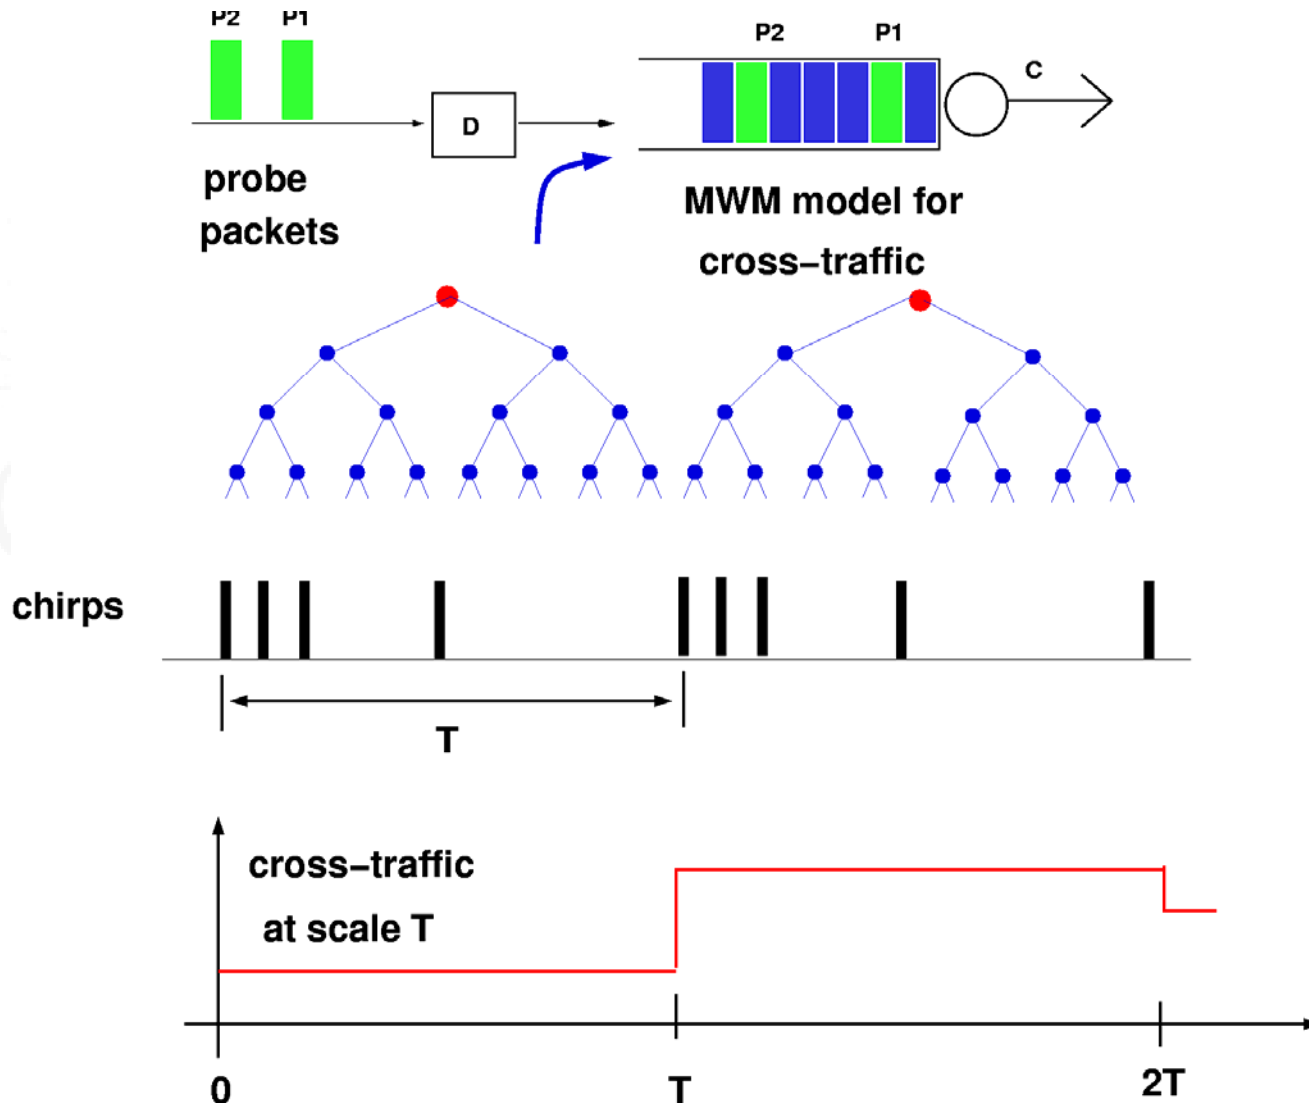 P2 P1
P2 P1
C
D
probe
packets
MWM model for
cross−traffic
chirps
T
cross−traffic
at scale T
0 T 2T